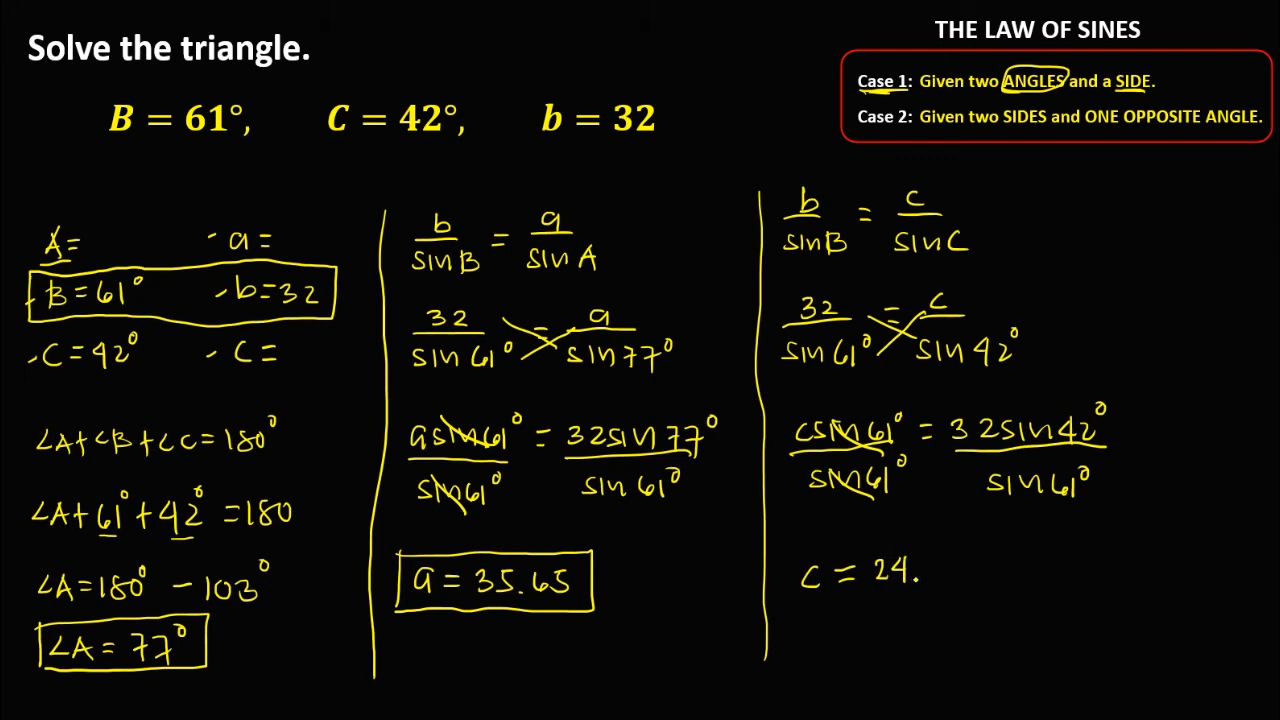 Solve the triangle.
B = 61°, C = 42°, b = 32
THE LAW OF SINES
Case 1: Given two ANGLES and a SIDE.
Case 2: Given two SIDES and ONE OPPOSITE ANGLE.
A= a =
B = 61° b = 32
C = 42° C =
∠A + ∠B + ∠C = 180°
∠A + 61° + 42° = 180
∠A = 180° - 103°
∠A = 77°
b/sin B = a/sin A
32/sin 61° = a/sin 77°
a sin 61°/sin 61° = 32 sin 77°/sin 61°
a = 35.65
b/sin B = c/sin C
32/sin 61° = c/sin 42°
c sin 61°/sin 61° = 32 sin 42°/sin 61°
c = 24.